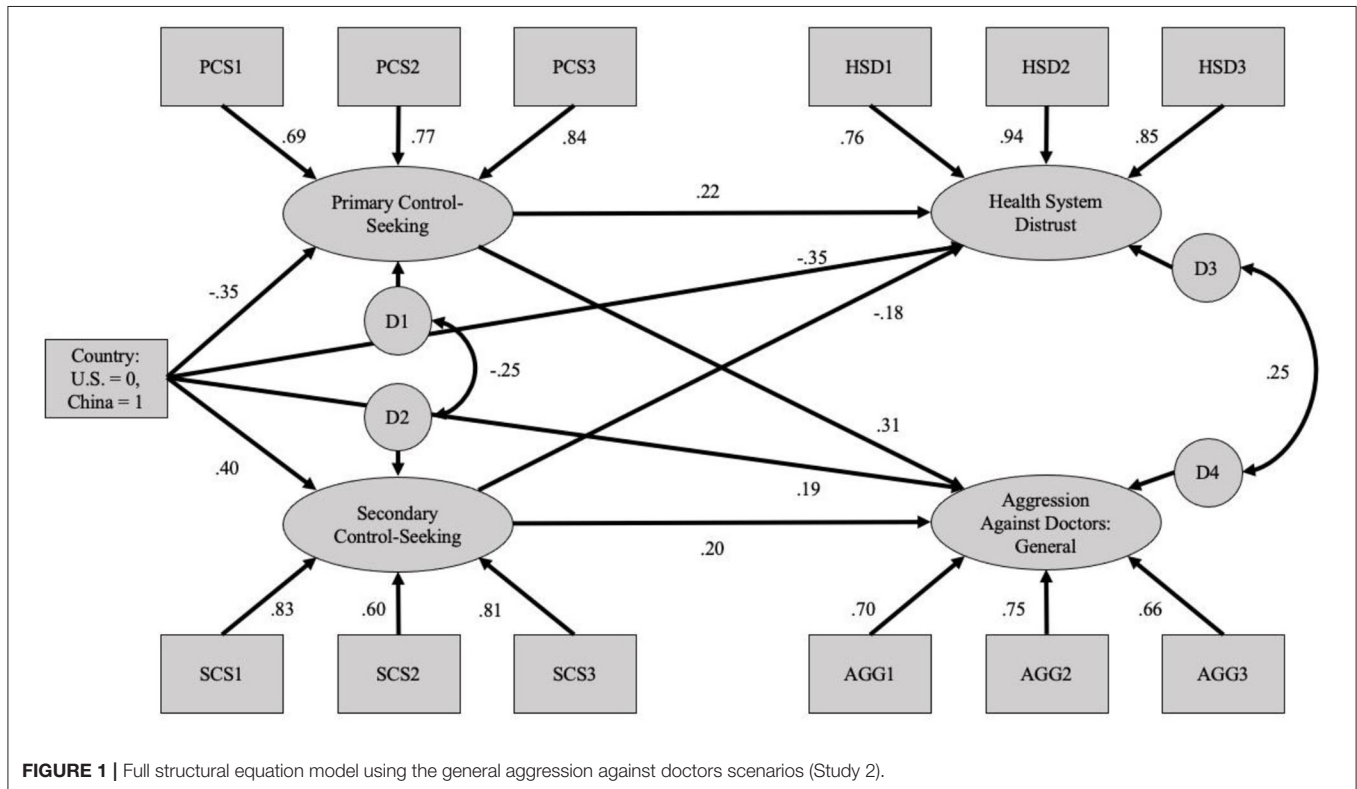 PCS1
PCS2
PCS3
HSD1
HSD2
HSD3
.69
.77
.84
.76
.94
.85
Primary Control-
Seeking
.22
Health System
Distrust
-.35
-.35
D1
D3
-.18
Country:
U.S. = 0,
China = 1
-.25
.25
D2
.40
.31
.19
D4
Secondary
Control-Seeking
.20
Aggression
Against Doctors:
General
.83
.60
.81
.70
.75
.66
SCS1
SCS2
SCS3
AGG1
AGG2
AGG3
FIGURE 1 | Full structural equation model using the general aggression against doctors scenarios (Study 2).